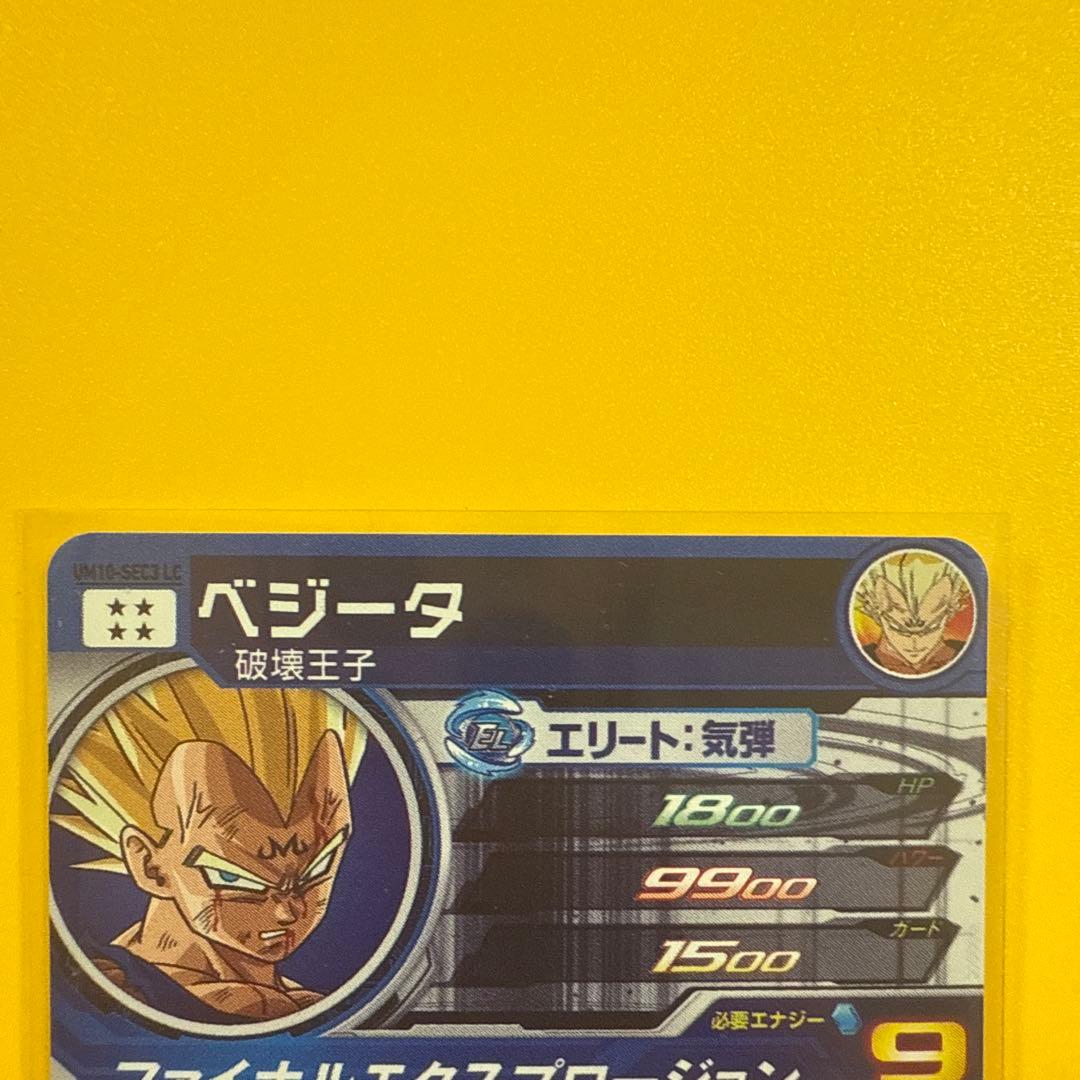 UM10-SEC3 LC
ベジータ
破壊王子
EL エリート:気弾
HP
1800
パワー
9900
カード
1500
必要エナジー 9
ファイナルエクスプロージョン